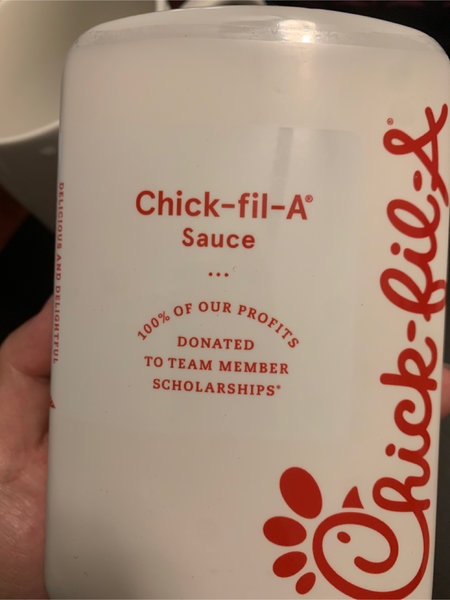 Chick-fil-A®
Sauce
...
100% OF OUR PROFITS
DONATED
TO TEAM MEMBER
SCHOLARSHIPS*
DELICIOUS AND DELIGHTFUL
Chick-fil-A®